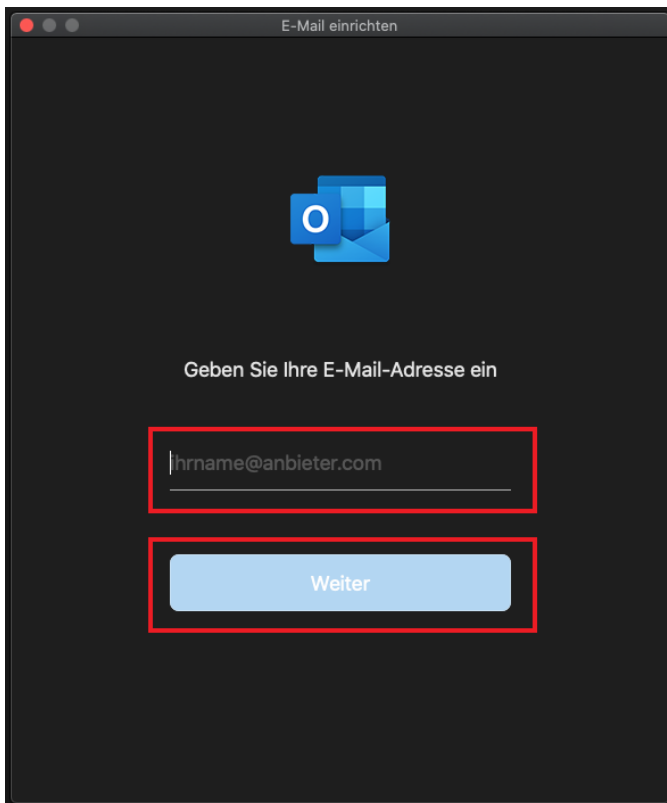 E-Mail einrichten
O
Geben Sie Ihre E-Mail-Adresse ein
ihrname@anbieter.com
Weiter